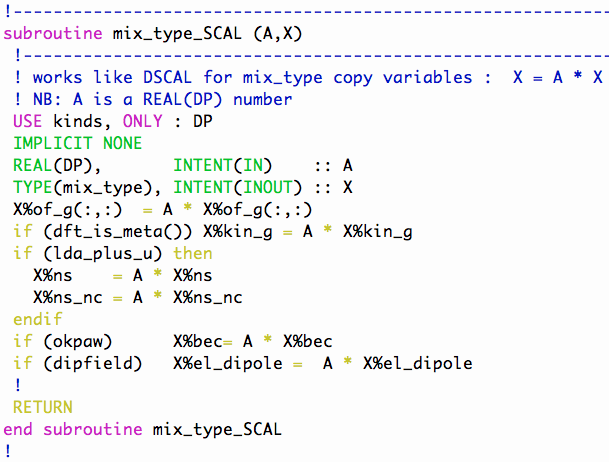 !------------------------------------------------------------
subroutine mix_type_SCAL (A,X)
 !-----------------------------------------------------------
 ! works like DSCAL for mix_type copy variables :  X = A * X
 ! NB: A is a REAL(DP) number
 USE kinds, ONLY : DP
 IMPLICIT NONE
 REAL(DP),       INTENT(IN)    :: A
 TYPE(mix_type), INTENT(INOUT) :: X
 X%of_g(:,:)  = A * X%of_g(:,:)
 if (dft_is_meta()) X%kin_g = A * X%kin_g
 if (lda_plus_u) then
   X%ns    = A * X%ns
   X%ns_nc = A * X%ns_nc
 endif
 if (okpaw)      X%bec= A * X%bec
 if (dipfield)   X%el_dipole =  A * X%el_dipole
 !
 RETURN
end subroutine mix_type_SCAL
!